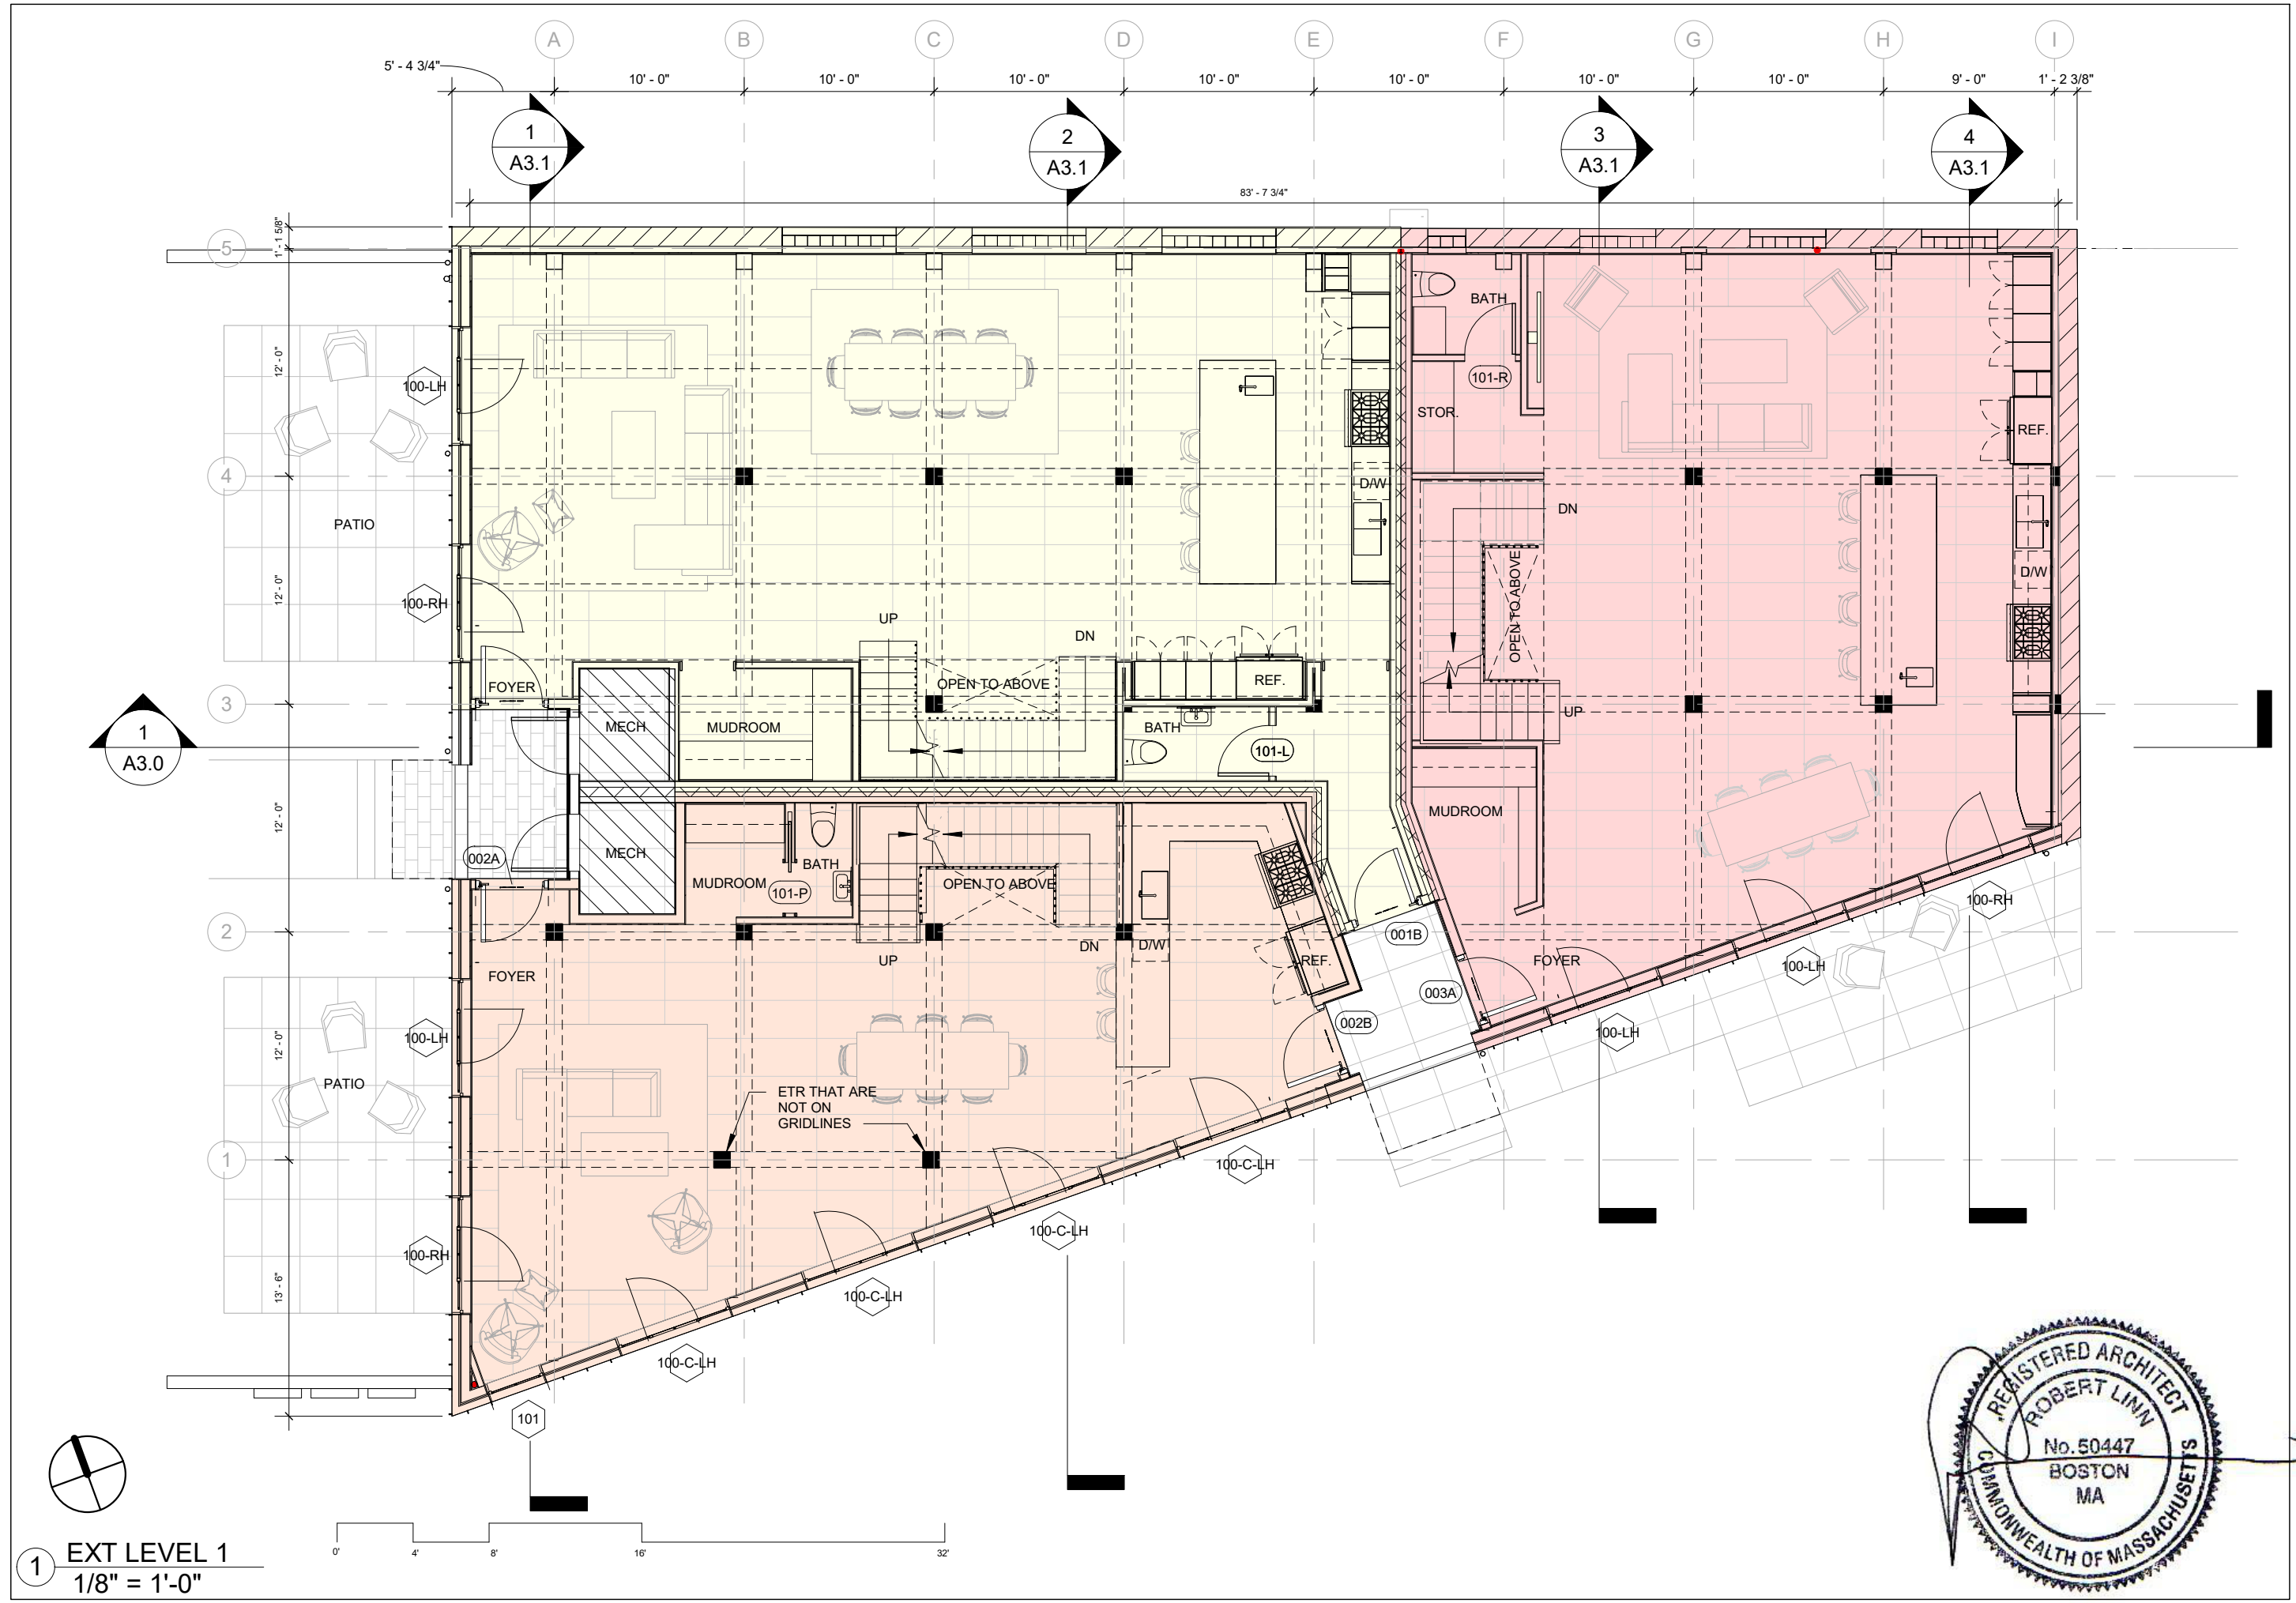 A B C D E F G H I
5' - 4 3/4" 10' - 0" 10' - 0" 10' - 0" 10' - 0" 10' - 0" 10' - 0" 10' - 0" 9' - 0" 1' - 2 3/8"
1
A3.1
2
A3.1
3
A3.1
4
A3.1
83' - 7 3/4"
1' - 1 5/8"
5
BATH
12' - 0"
100-LH
101-R
STOR.
REF.
4
D/W
DN
PATIO
OPEN TO ABOVE
D/W
12' - 0"
100-RH
UP
DN
FOYER
OPEN TO ABOVE
REF.
3
UP
1
A3.0
MECH
MUDROOM
BATH
101-L
12' - 0"
MUDROOM
002A
MECH
BATH
MUDROOM
101-P
OPEN TO ABOVE
100-RH
2
001B
UP
DN
D/W
REF.
FOYER
FOYER
100-LH
003A
002B
100-LH
12' - 0"
100-LH
PATIO
ETR THAT ARE
NOT ON
GRIDLINES
1
100-C-LH
100-C-LH
100-RH
13' - 6"
100-C-LH
100-C-LH
101
REGISTERED ARCHITECT
ROBERT LINN
No. 50447
BOSTON
MA
COMMONWEALTH OF MASSACHUSETTS
0' 4' 8' 16' 32'
1
EXT LEVEL 1
1/8" = 1'-0"